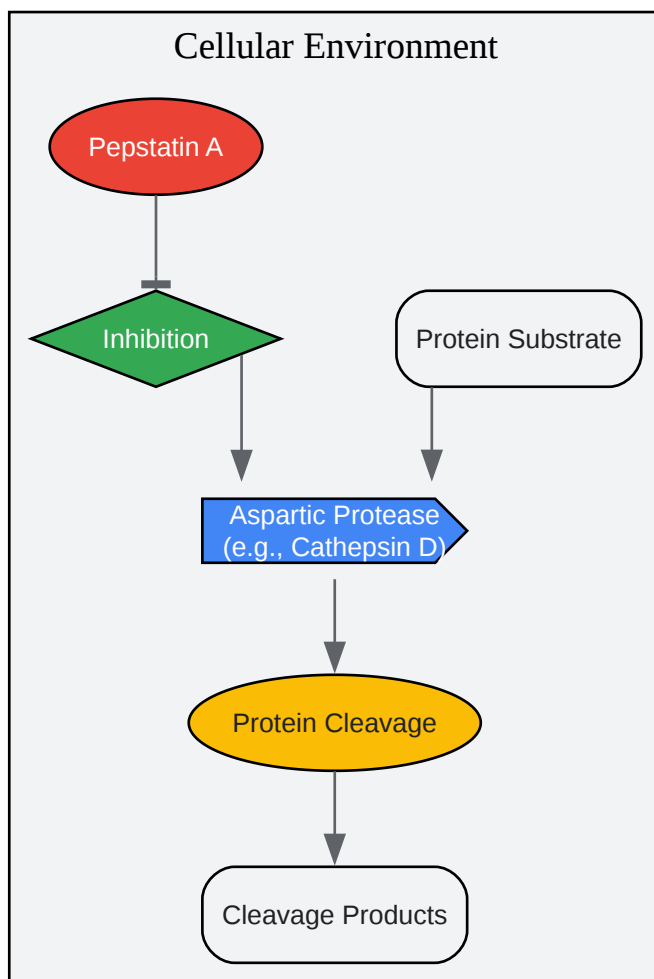 Cellular Environment
Pepstatin A
Inhibition
Protein Substrate
Aspartic Protease
(e.g., Cathepsin D)
Protein Cleavage
Cleavage Products